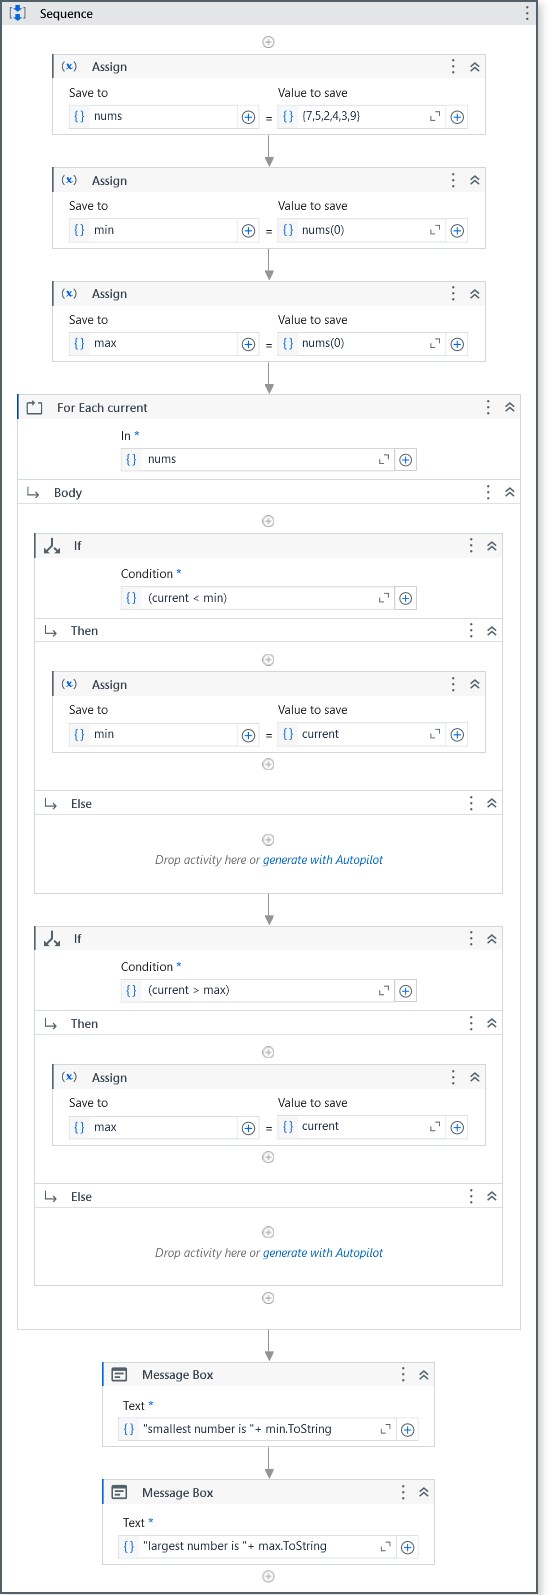 Sequence
(x) Assign
Save to Value to save
{} nums = {} {7,5,2,4,3,9}
(x) Assign
Save to Value to save
{} min = {} nums(0)
(x) Assign
Save to Value to save
{} max = {} nums(0)
For Each current
In *
{} nums
Body
If
Condition *
{} (current < min)
Then
(x) Assign
Save to Value to save
{} min = {} current
Else
Drop activity here or generate with Autopilot
If
Condition *
{} (current > max)
Then
(x) Assign
Save to Value to save
{} max = {} current
Else
Drop activity here or generate with Autopilot
Message Box
Text *
{} "smallest number is "+ min.ToString
Message Box
Text *
{} "largest number is "+ max.ToString